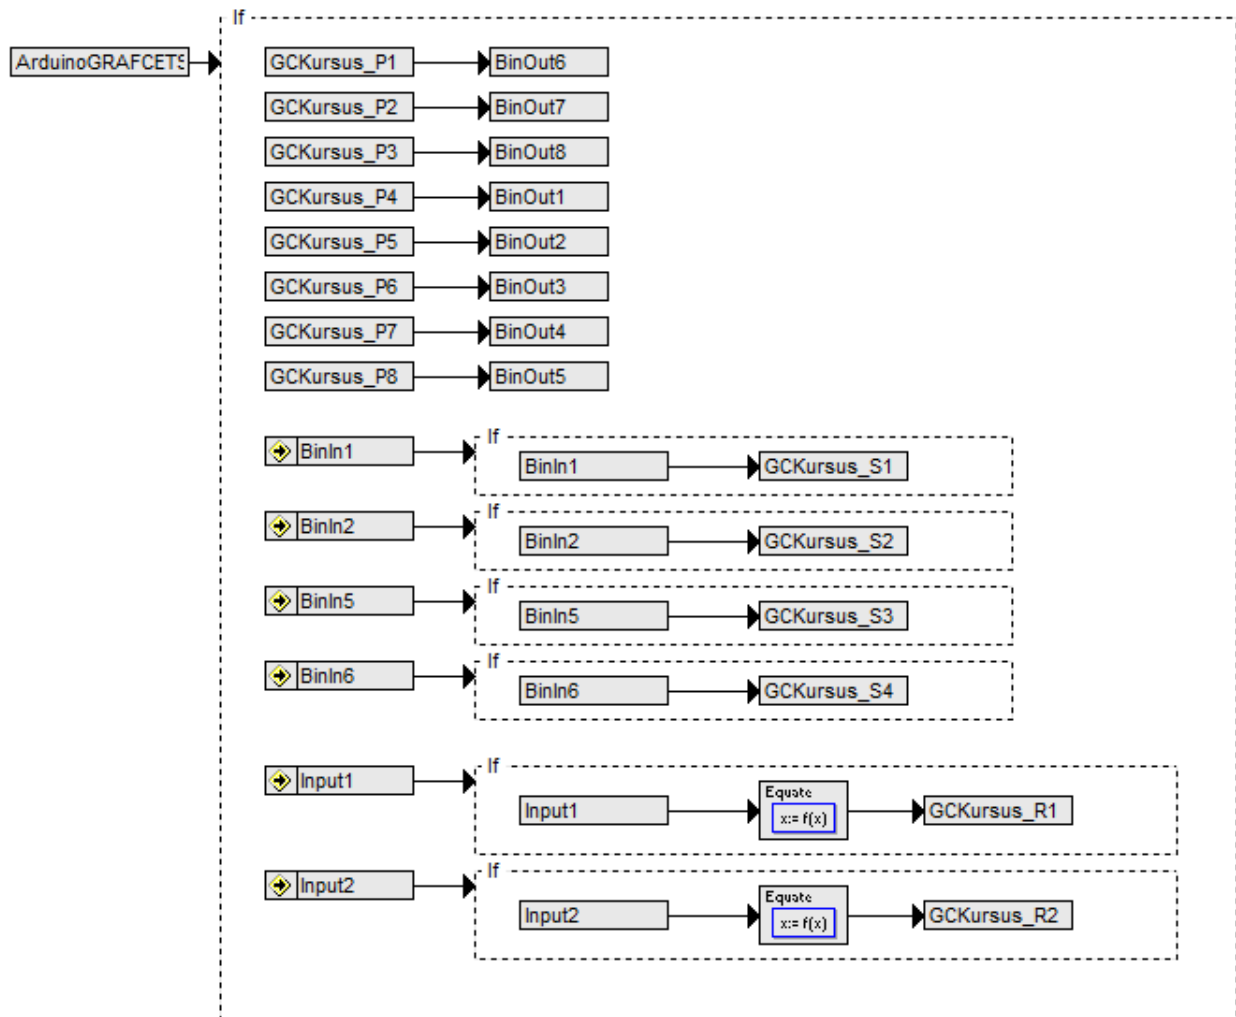 If
ArduinoGRAFCETS
GCKursus_P1 BinOut6
GCKursus_P2 BinOut7
GCKursus_P3 BinOut8
GCKursus_P4 BinOut1
GCKursus_P5 BinOut2
GCKursus_P6 BinOut3
GCKursus_P7 BinOut4
GCKursus_P8 BinOut5
If
BinIn1
BinIn1 GCKursus_S1
If
BinIn2
BinIn2 GCKursus_S2
If
BinIn5
BinIn5 GCKursus_S3
If
BinIn6
BinIn6 GCKursus_S4
If
Input1
Equate
Input1 x:= f(x) GCKursus_R1
If
Input2
Equate
Input2 x:= f(x) GCKursus_R2